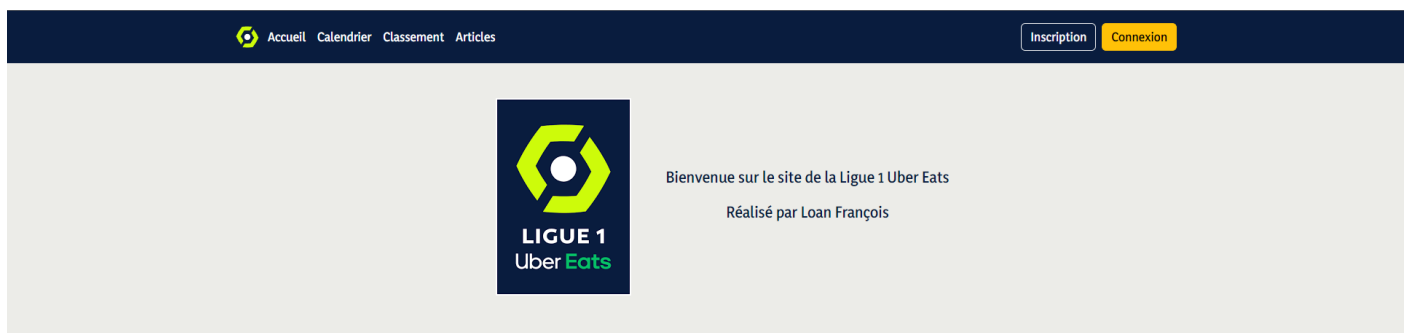 Accueil Calendrier Classement Articles
Inscription Connexion
LIGUE 1
Uber Eats
Bienvenue sur le site de la Ligue 1 Uber Eats
Réalisé par Loan François